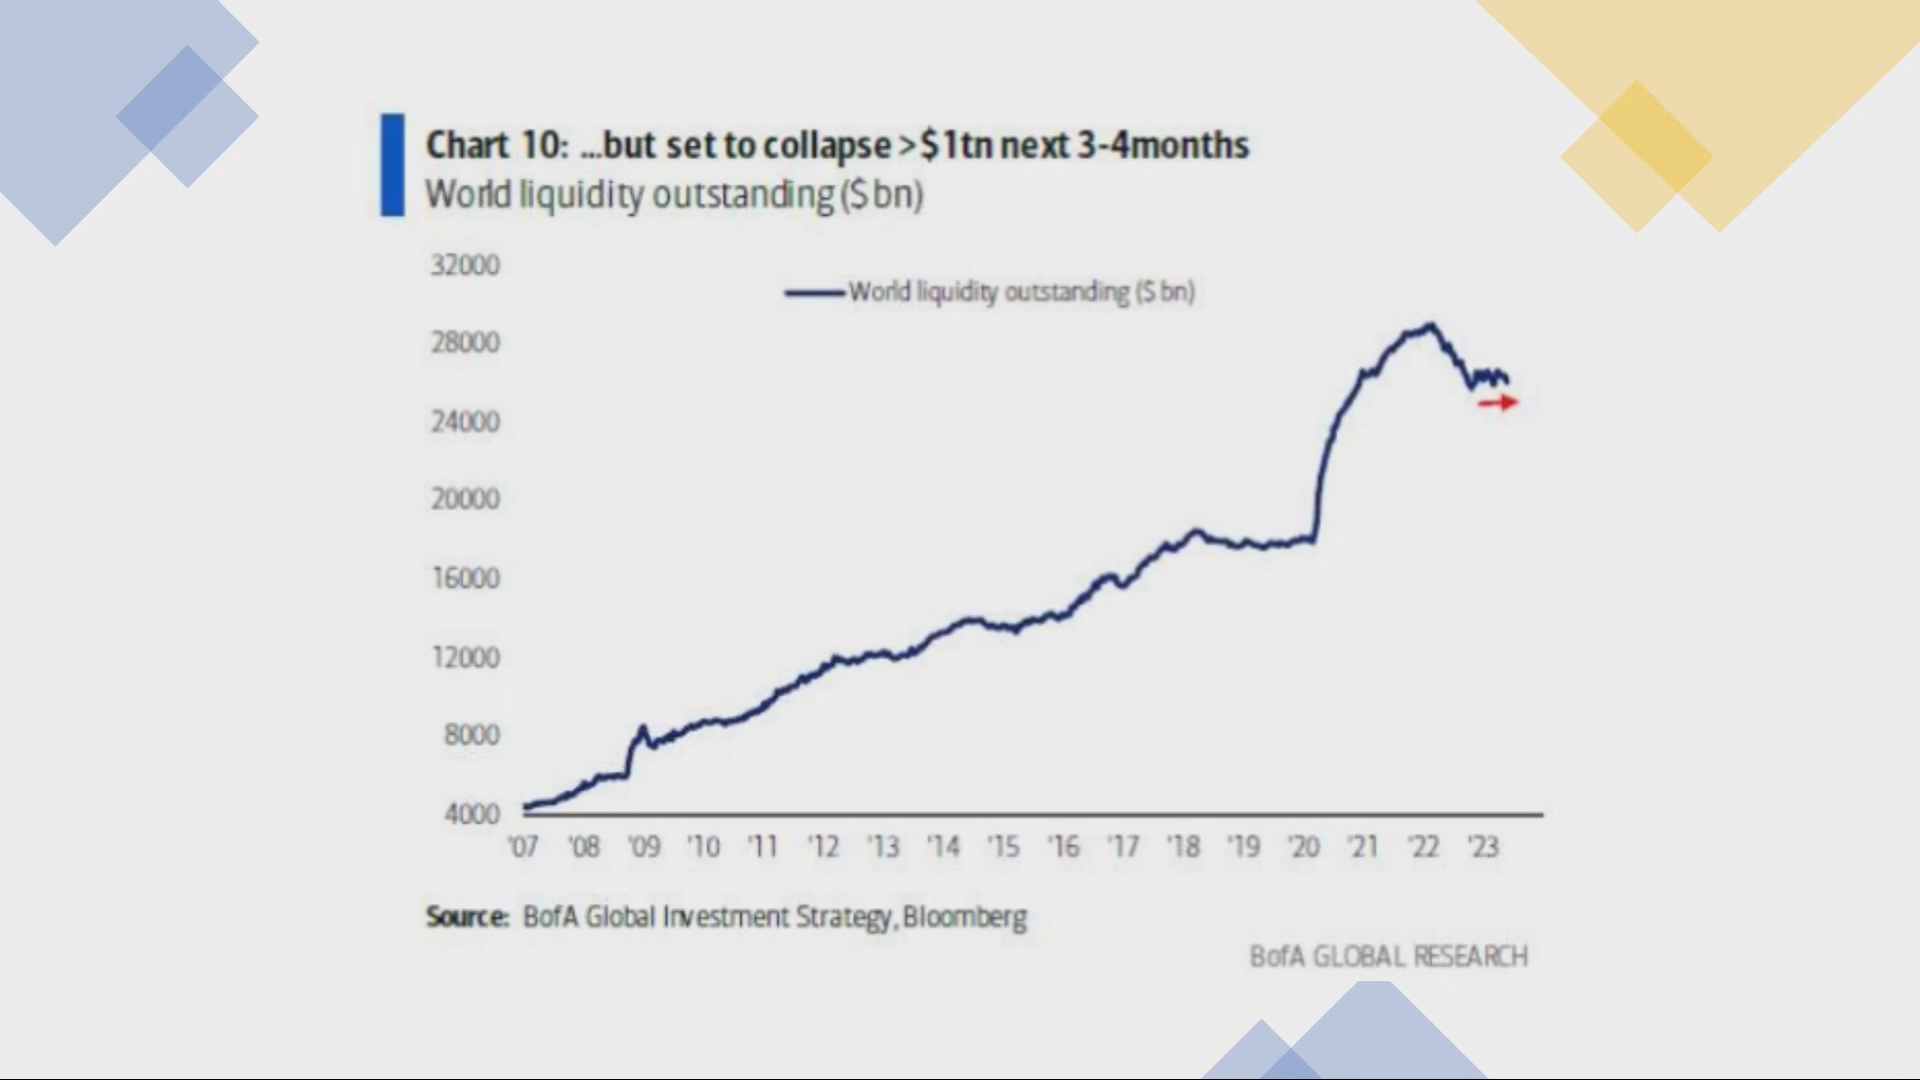 Chart 10: ...but set to collapse >$1tn next 3-4months
World liquidity outstanding ($ bn)
32000
World liquidity outstanding ($ bn)
28000
24000
20000
16000
12000
8000
4000
'07 '08 '09 '10 '11 '12 '13 '14 '15 '16 '17 '18 '19 '20 '21 '22 '23
Source: BofA Global Investment Strategy, Bloomberg
BofA GLOBAL RESEARCH